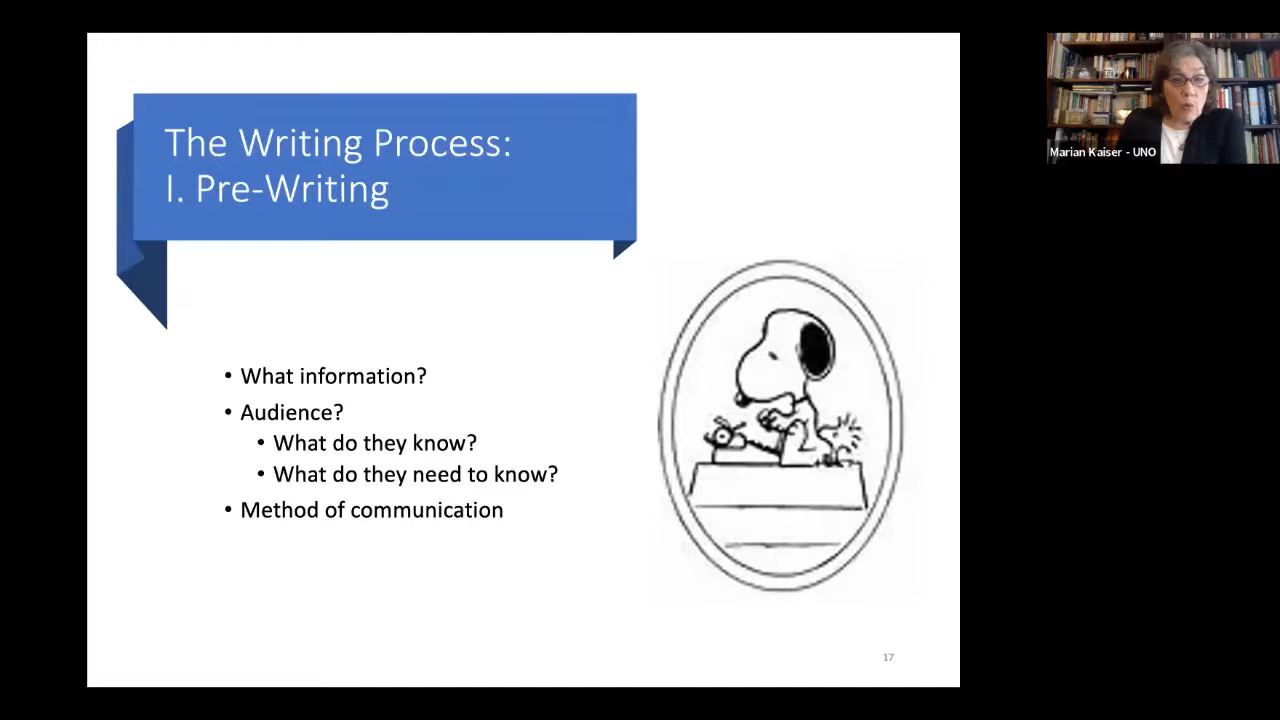 The Writing Process:
I. Pre-Writing
• What information?
• Audience?
• What do they know?
• What do they need to know?
• Method of communication
17
Marian Kaiser - UNO